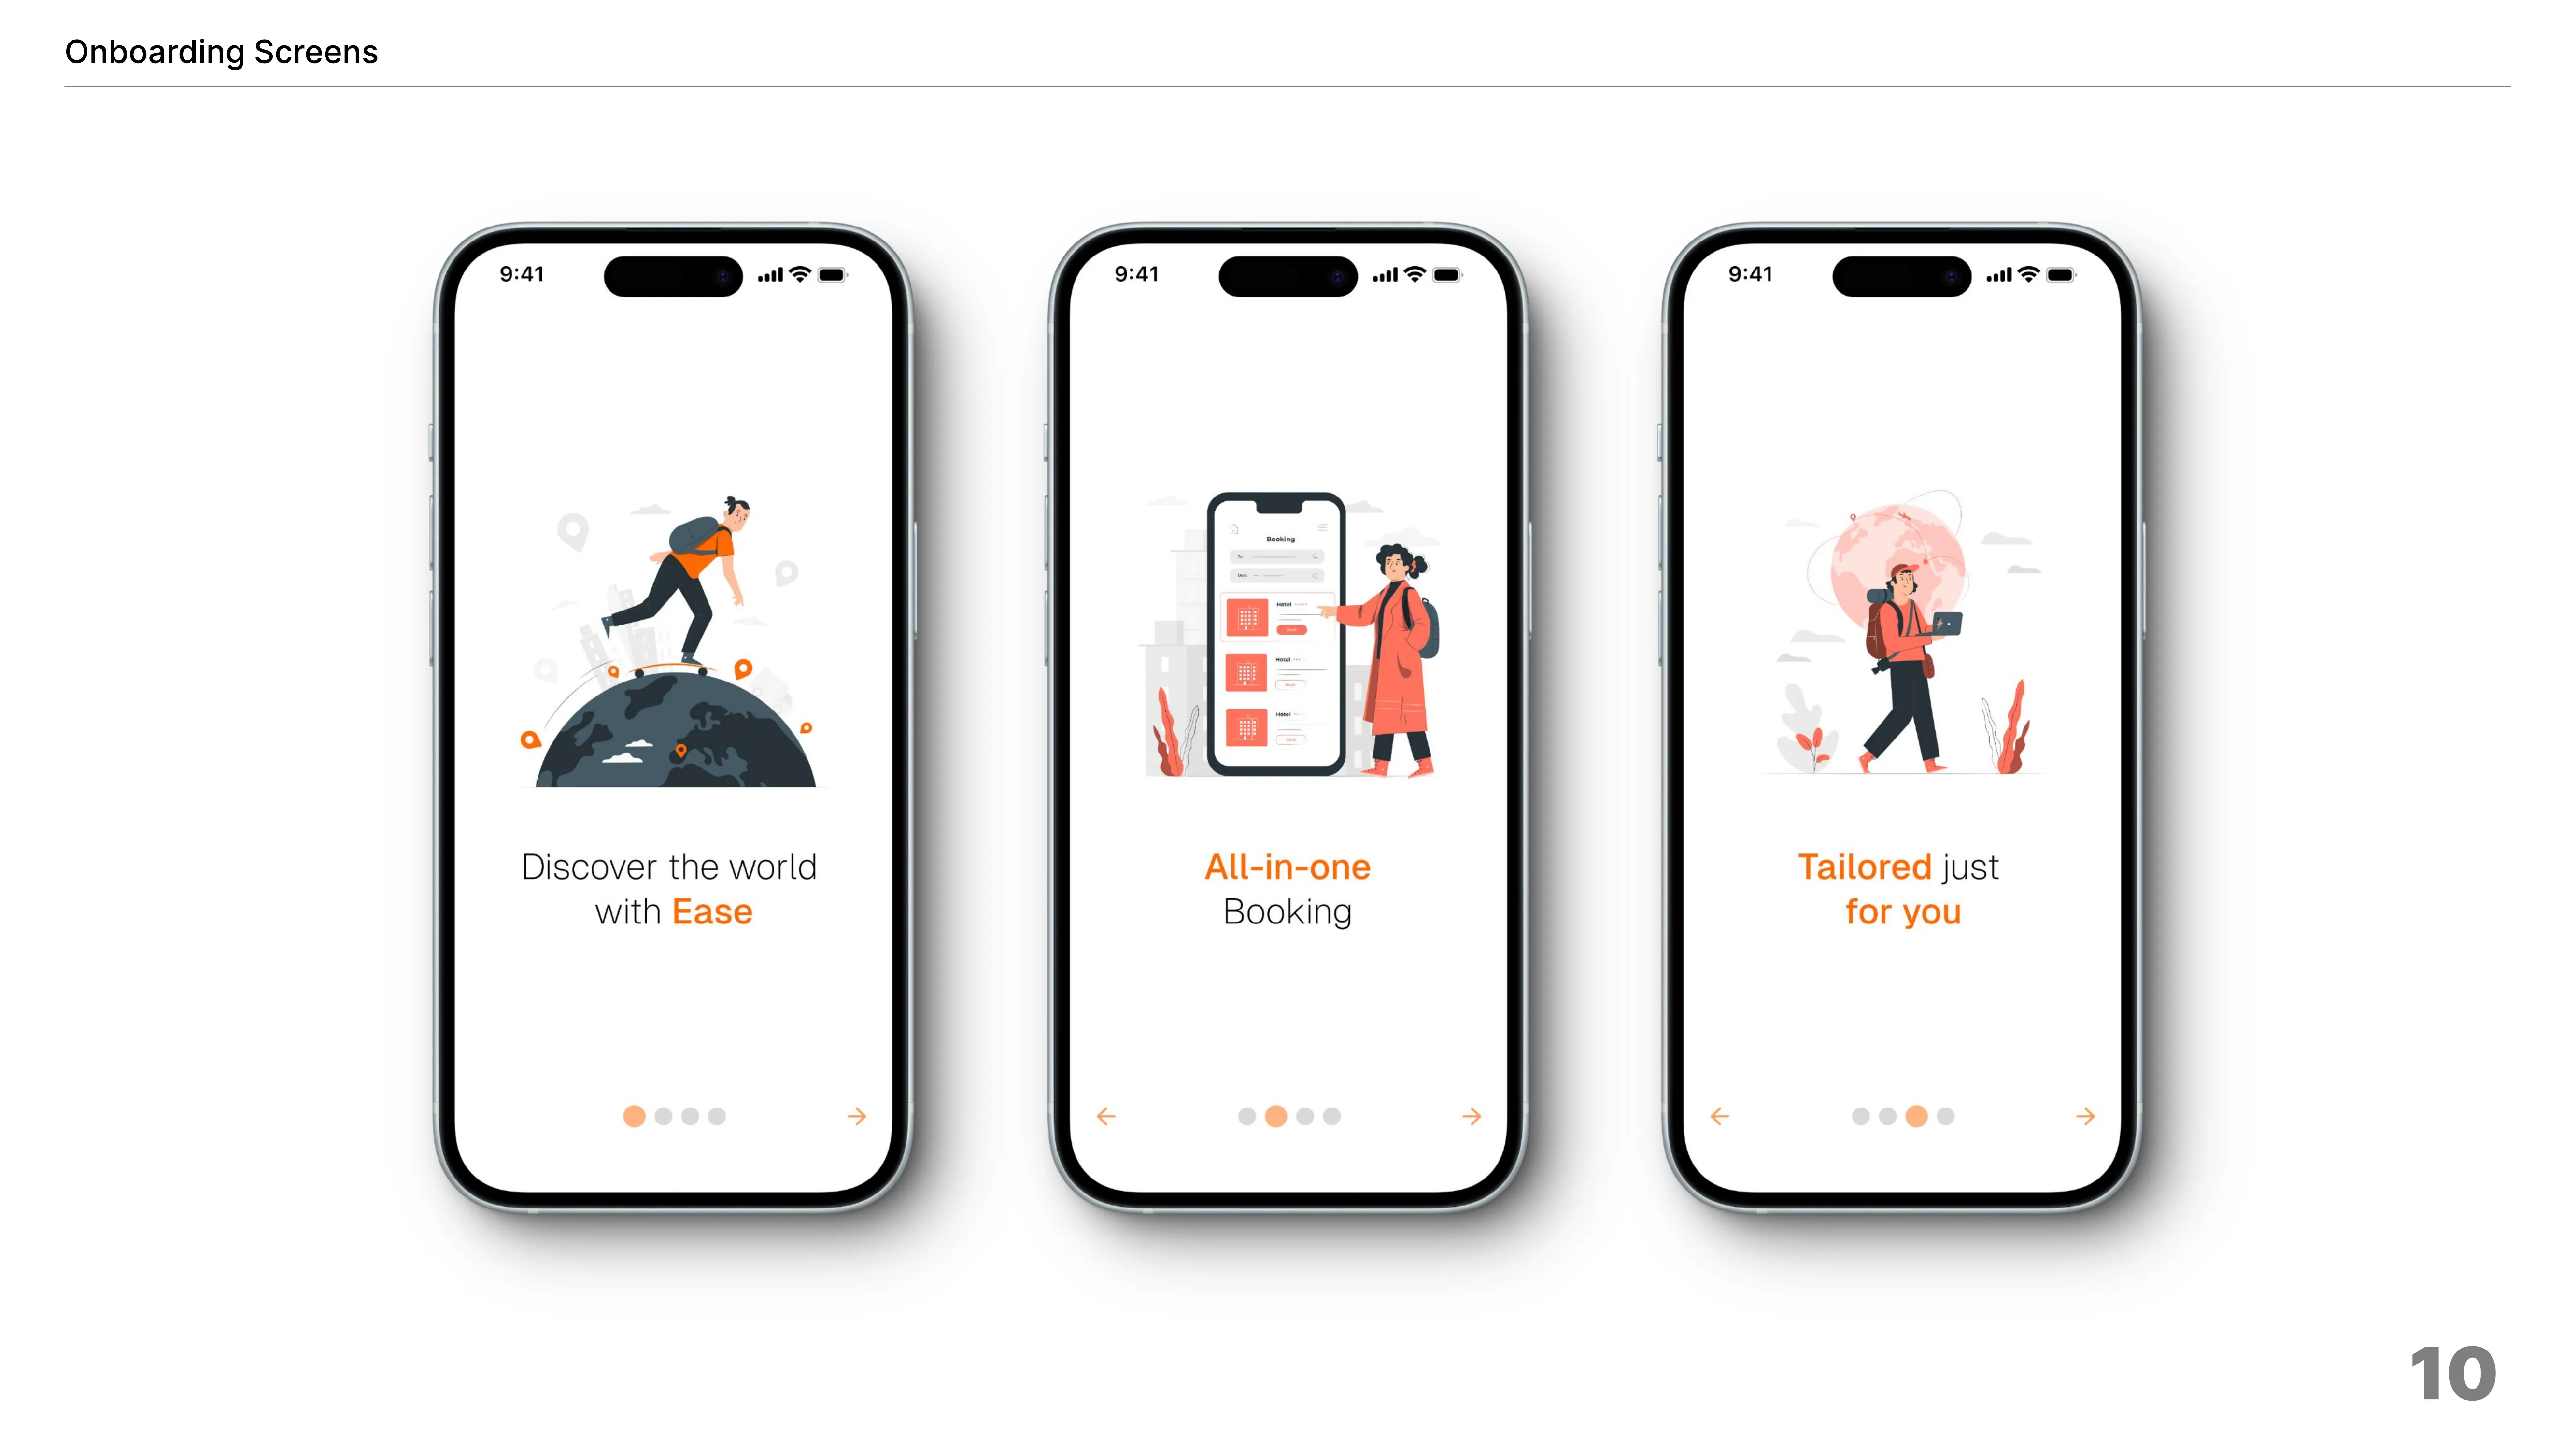 Onboarding Screens
9:41
Discover the world
with Ease
9:41
Booking
To
Hotel
Hotel
Hotel
All-in-one
Booking
9:41
Tailored just
for you
10